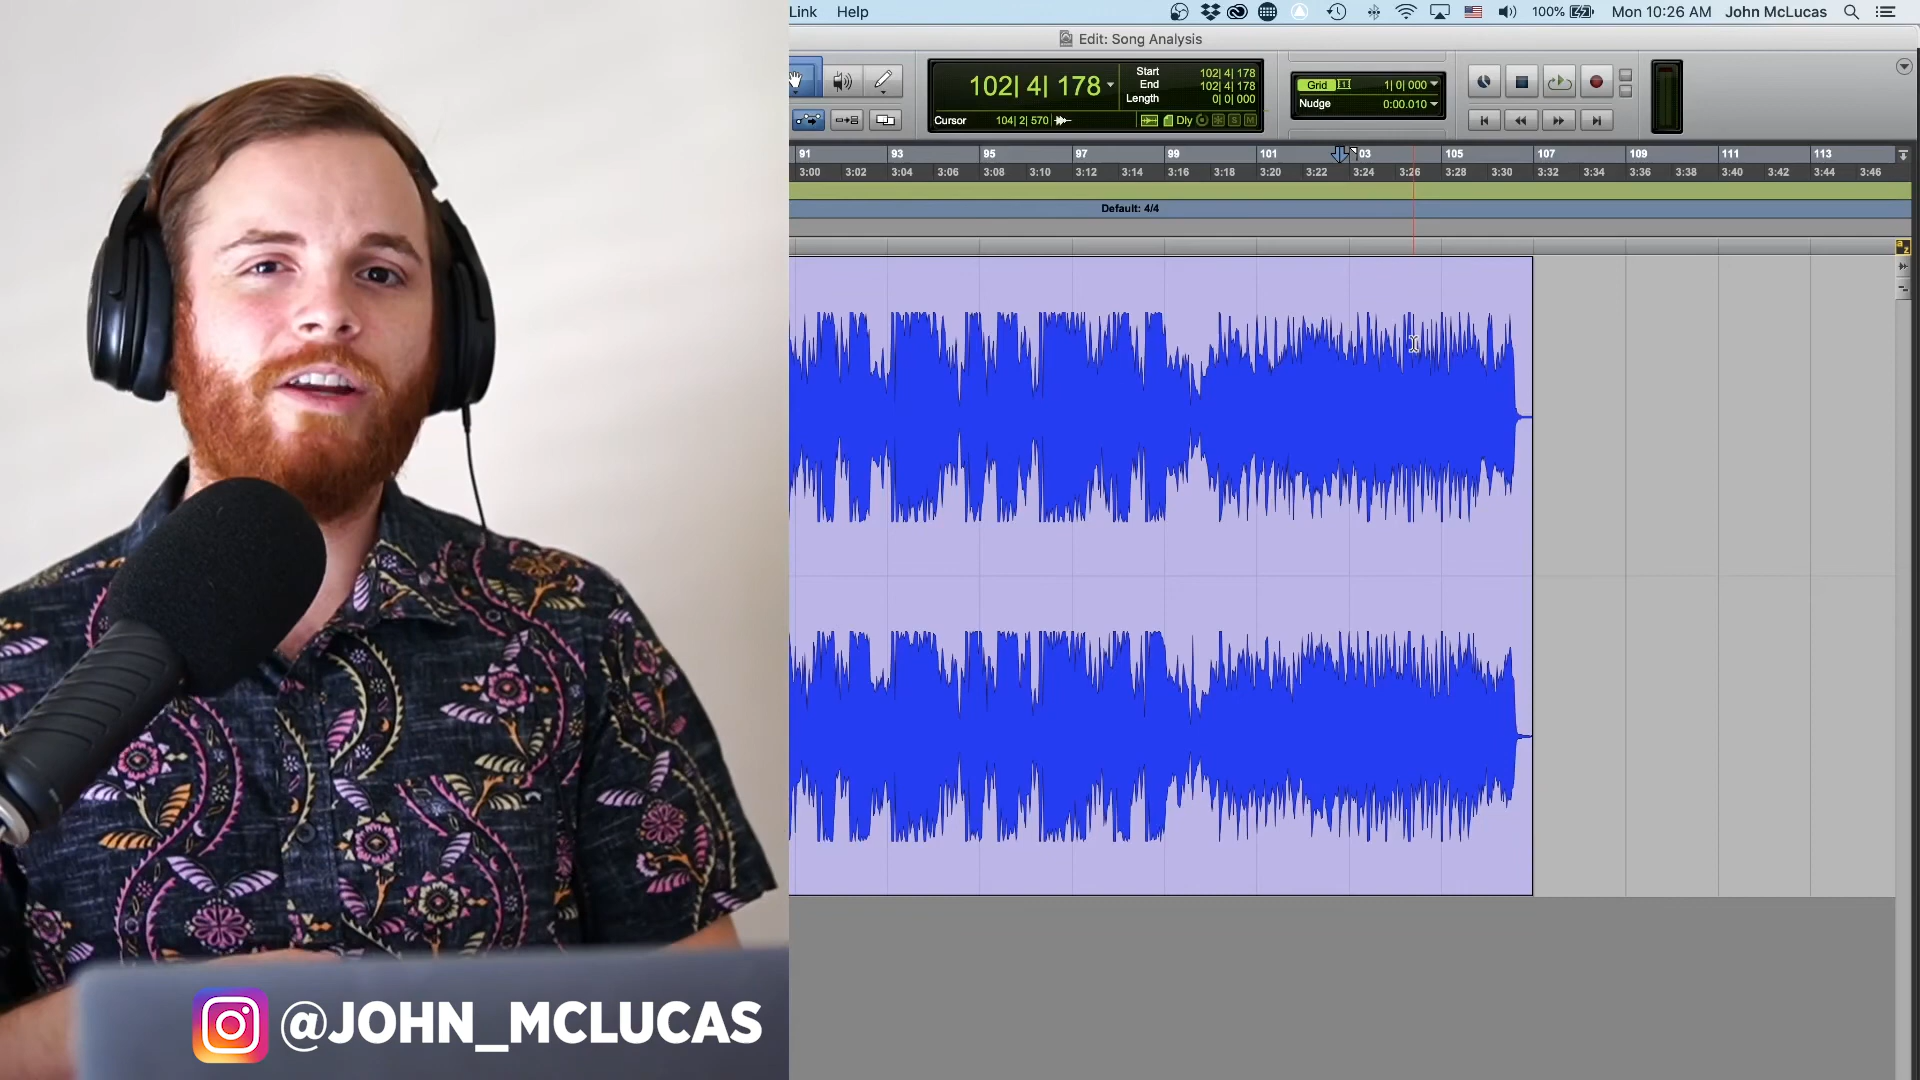 Link Help 100% Mon 10:26 AM John McLucas
Edit: Song Analysis
102| 4| 178
Start 102| 4| 178
End 102| 4| 178
Length 0| 0| 000
Cursor 104| 2| 570 Dly S M
Grid 1| 0| 000
Nudge 0:00.010
91 93 95 97 99 101 03 105 107 109 111 113
3:00 3:02 3:04 3:06 3:08 3:10 3:12 3:14 3:16 3:18 3:20 3:22 3:24 3:26 3:28 3:30 3:32 3:34 3:36 3:38 3:40 3:42 3:44 3:46
Default: 4/4
a z
@JOHN_MCLUCAS